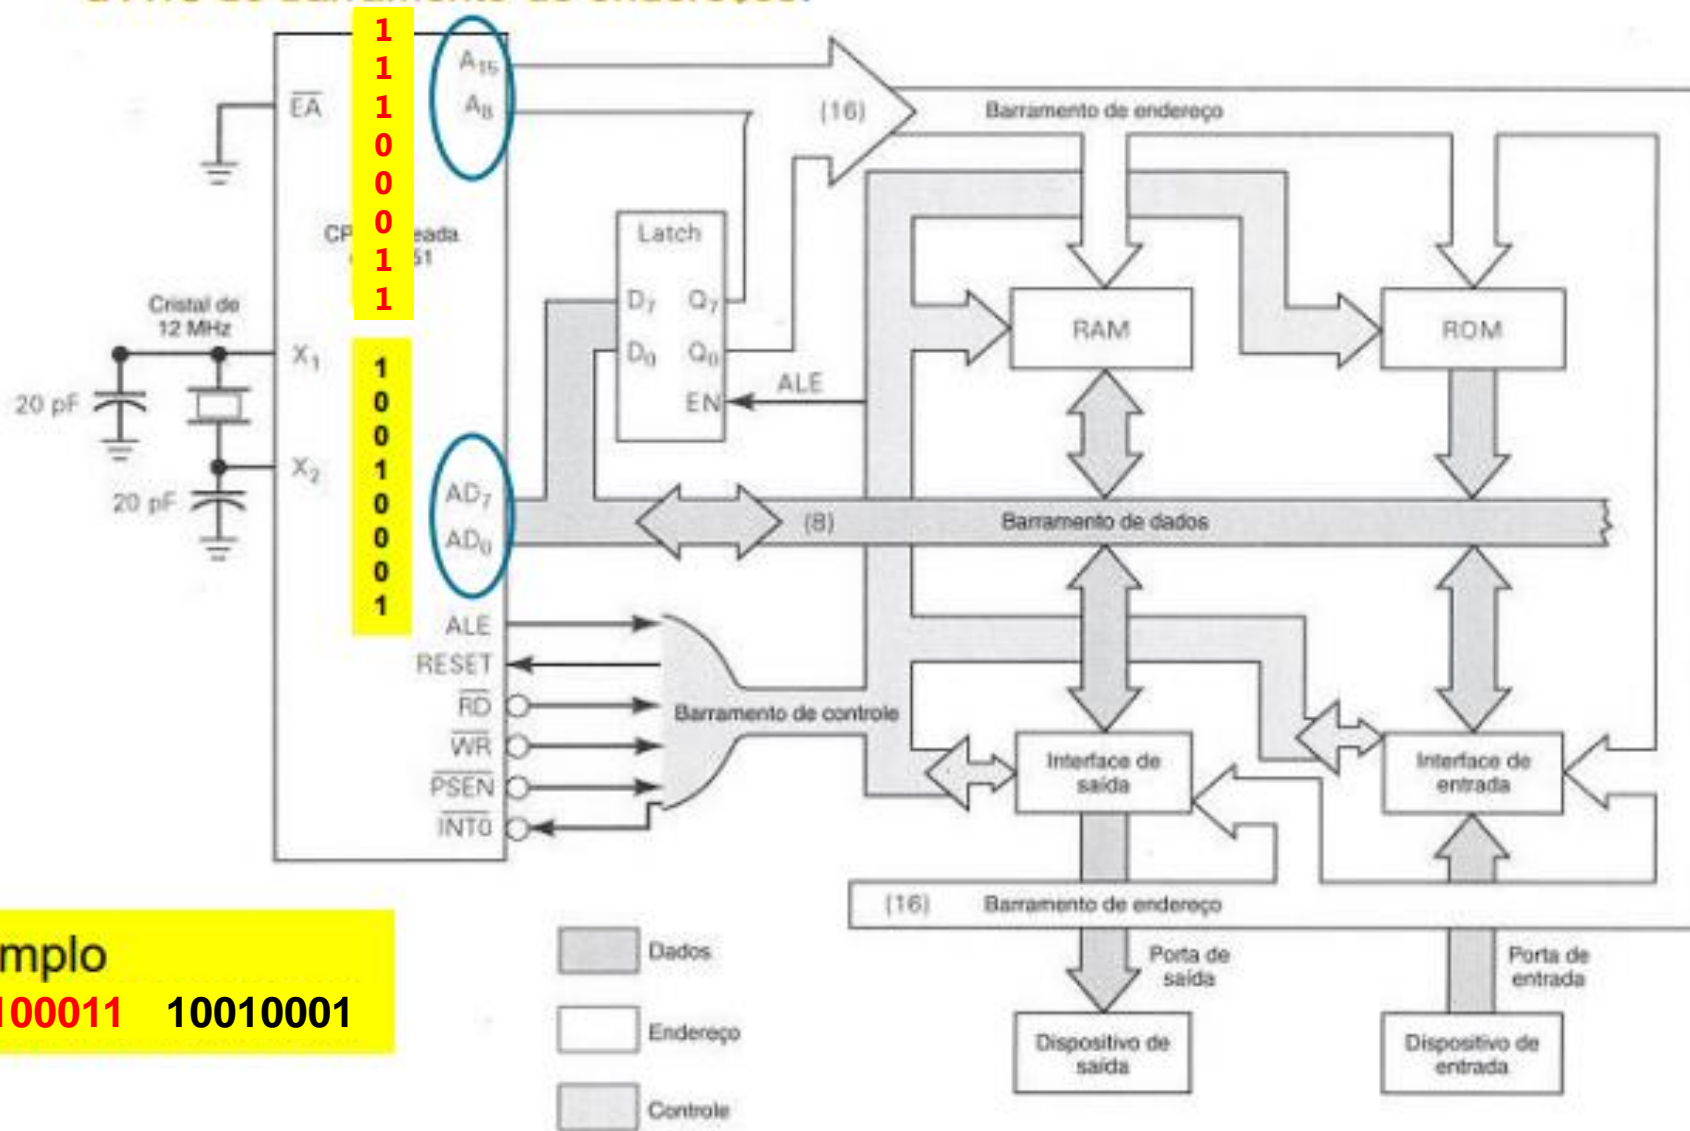 1
1
1
0
0
0
1
1
A15
A8
EA
(16)
Barramento de endereço
Latch
D7 Q7
D0 Q0
EN
ALE
RAM
ROM
Cristal de
12 MHz
X1
20 pF
X2
20 pF
1
0
0
1
0
0
0
1
AD7
AD0
(8)
Barramento de dados
ALE
RESET
RD
WR
PSEN
INT0
Barramento de controle
Interface de
saída
Interface de
entrada
(16) Barramento de endereço
Porta de
saída
Porta de
entrada
Dispositivo de
saída
Dispositivo de
entrada
mplo
100011 10010001
Dados
Endereço
Controle